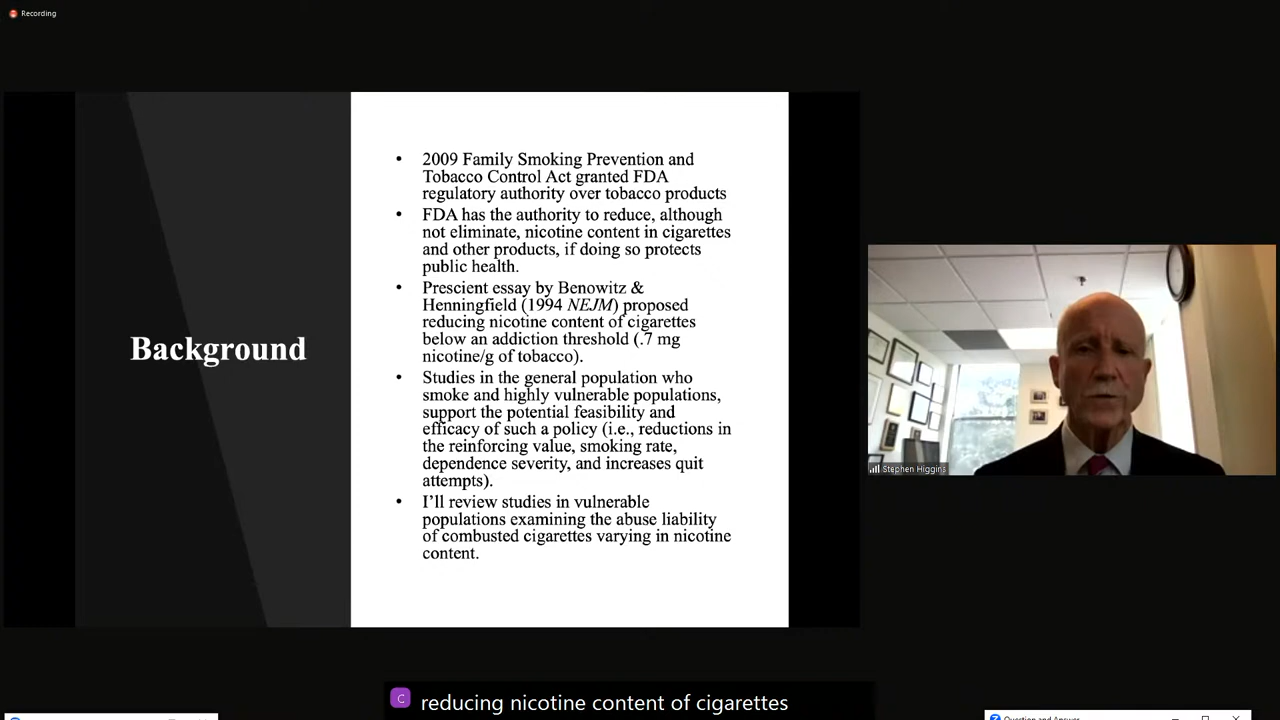 Recording
Background
• 2009 Family Smoking Prevention and
Tobacco Control Act granted FDA
regulatory authority over tobacco products
• FDA has the authority to reduce, although
not eliminate, nicotine content in cigarettes
and other products, if doing so protects
public health.
• Prescient essay by Benowitz &
Henningfield (1994 NEJM) proposed
reducing nicotine content of cigarettes
below an addiction threshold (.7 mg
nicotine/g of tobacco).
• Studies in the general population who
smoke and highly vulnerable populations,
support the potential feasibility and
efficacy of such a policy (i.e., reductions in
the reinforcing value, smoking rate,
dependence severity, and increases quit
attempts).
• I'll review studies in vulnerable
populations examining the abuse liability
of combusted cigarettes varying in nicotine
content.
Stephen Higgins
C reducing nicotine content of cigarettes
Question and Answer